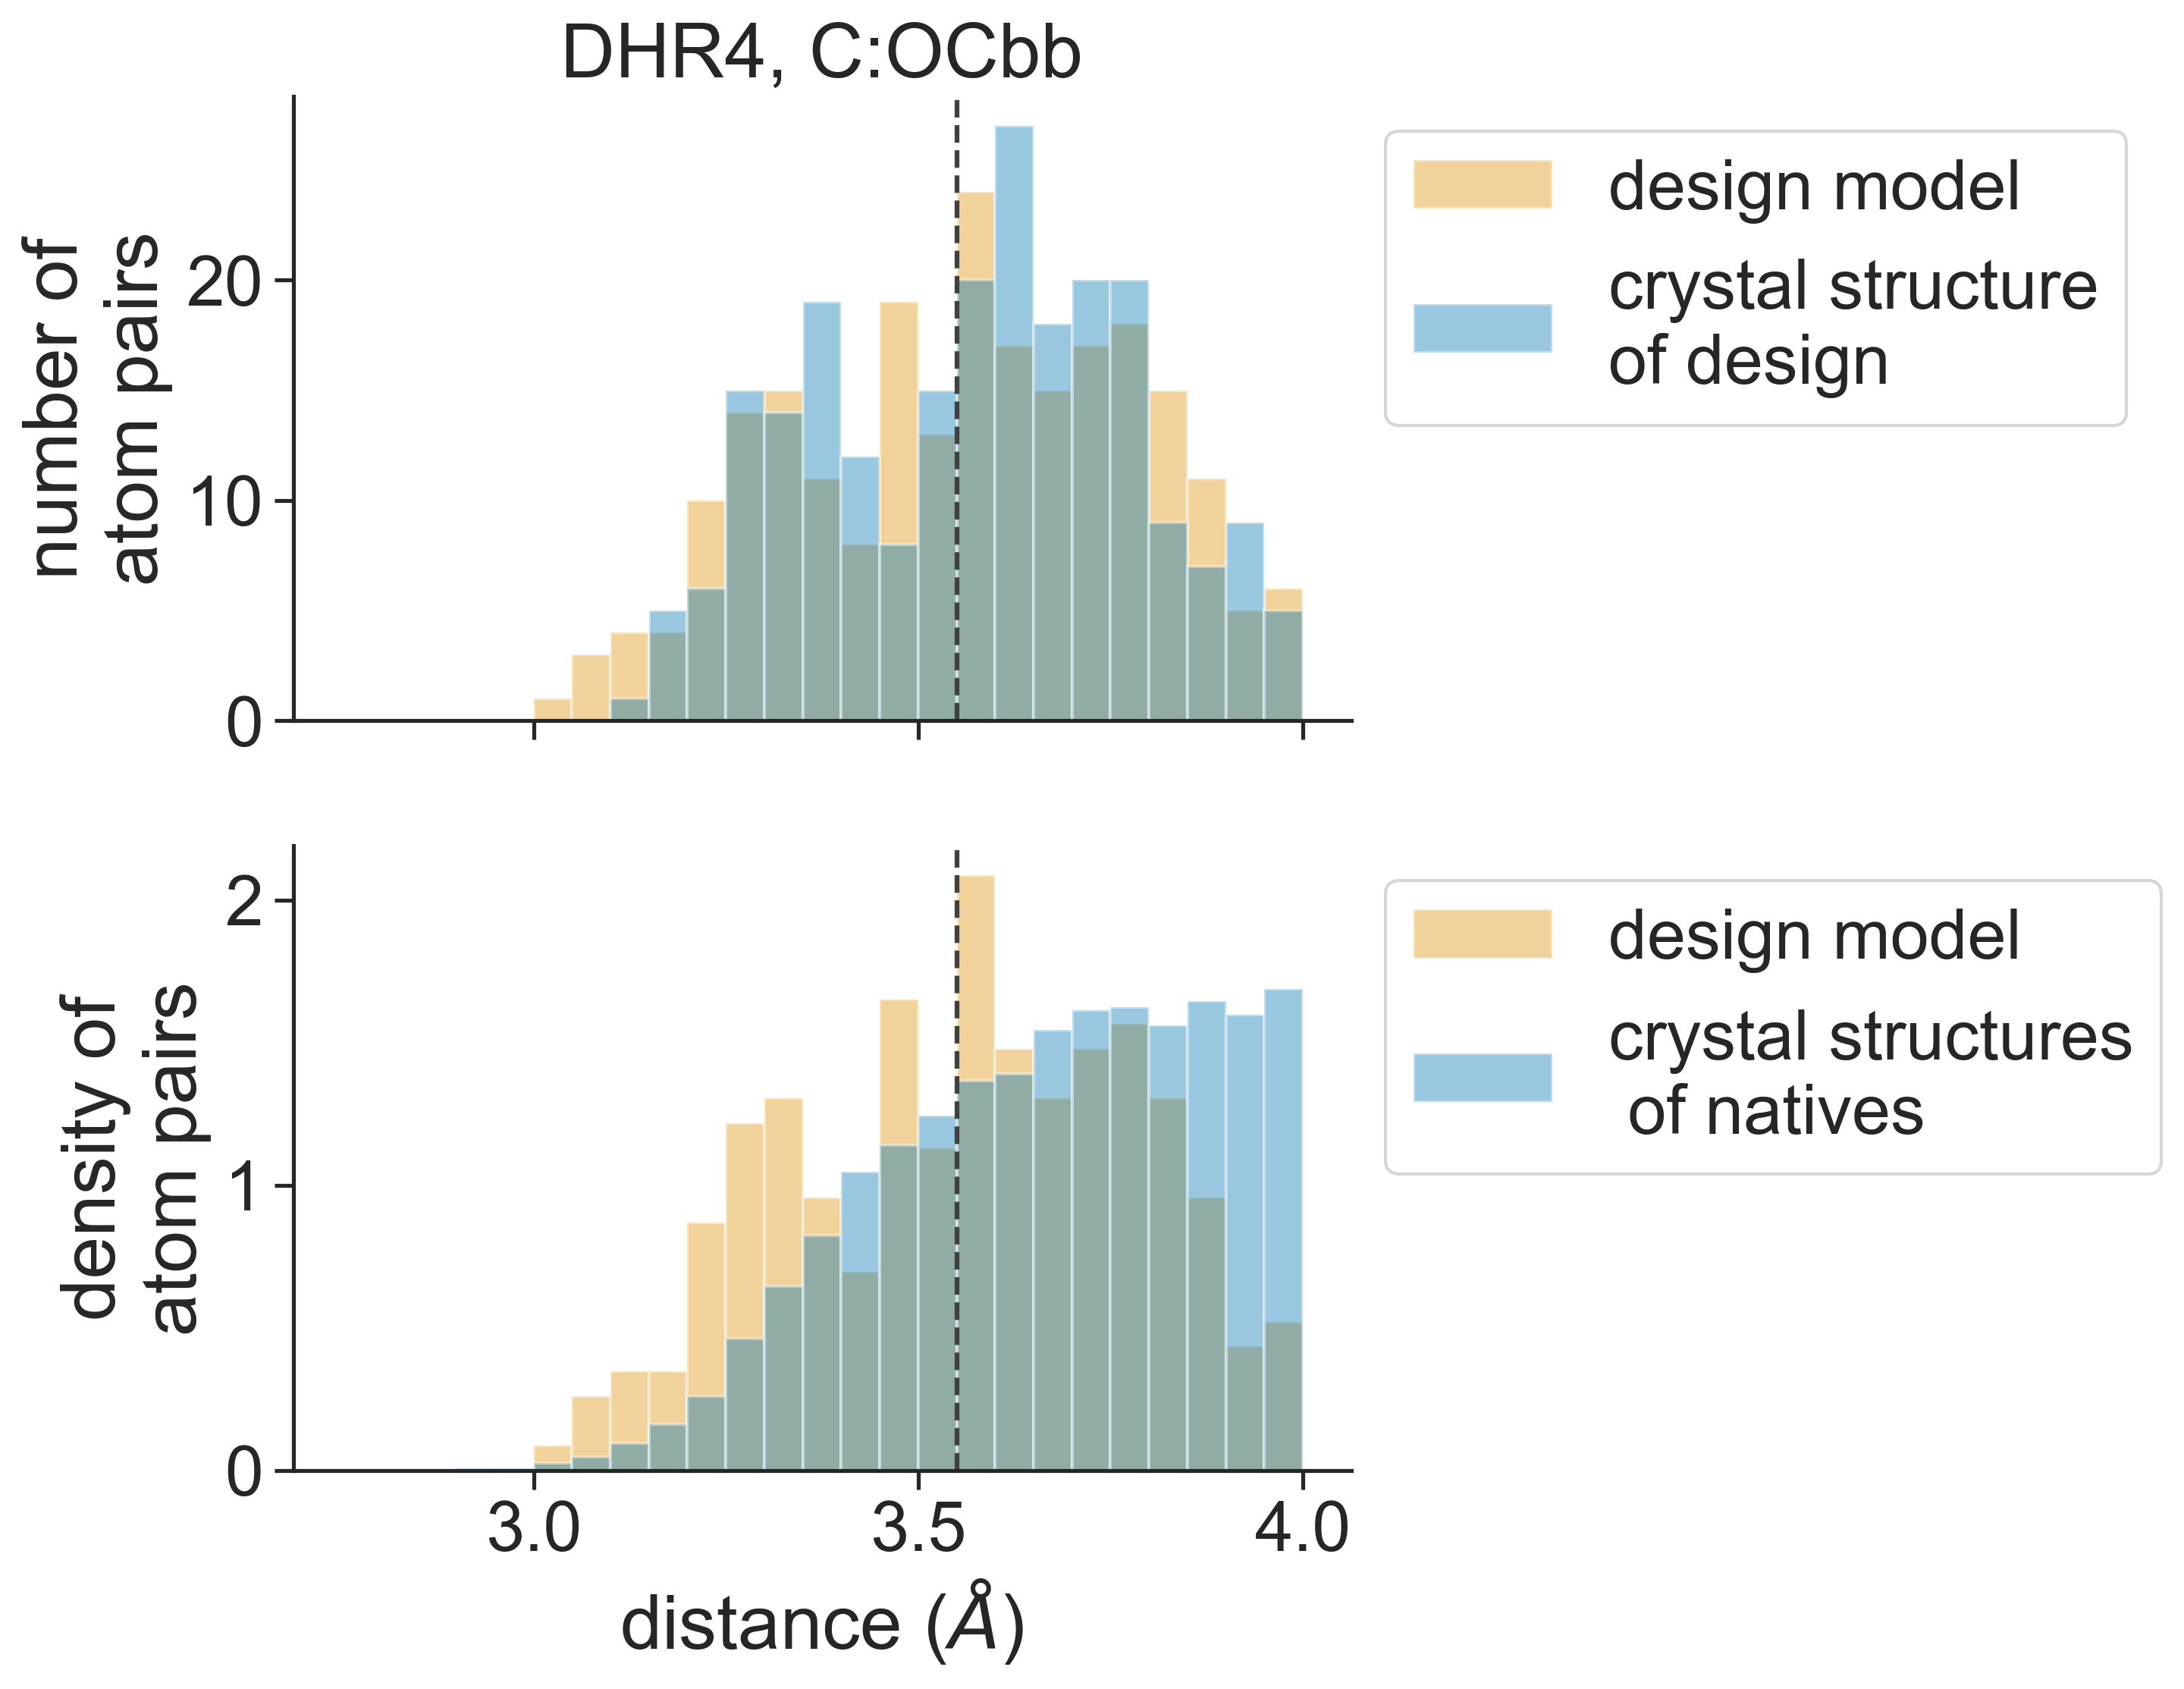 DHR4, C:OCbb
number of
atom pairs
20
10
0
design model
crystal structure
of design
density of
atom pairs
2
1
0
design model
crystal structures
of natives
3.0 3.5 4.0
distance (Å)